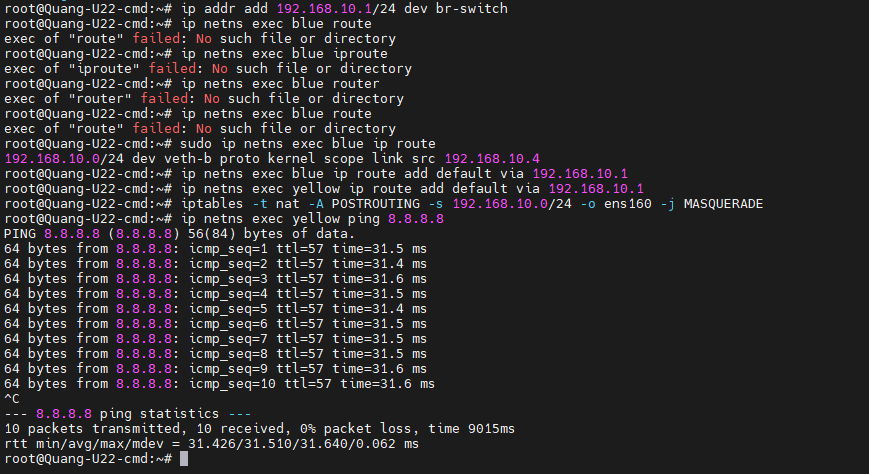 root@Quang-U22-cmd:~# ip addr add 192.168.10.1/24 dev br-switch
root@Quang-U22-cmd:~# ip netns exec blue route
exec of "route" failed: No such file or directory
root@Quang-U22-cmd:~# ip netns exec blue iproute
exec of "iproute" failed: No such file or directory
root@Quang-U22-cmd:~# ip netns exec blue router
exec of "router" failed: No such file or directory
root@Quang-U22-cmd:~# ip netns exec blue route
exec of "route" failed: No such file or directory
root@Quang-U22-cmd:~# sudo ip netns exec blue ip route
192.168.10.0/24 dev veth-b proto kernel scope link src 192.168.10.4
root@Quang-U22-cmd:~# ip netns exec blue ip route add default via 192.168.10.1
root@Quang-U22-cmd:~# ip netns exec yellow ip route add default via 192.168.10.1
root@Quang-U22-cmd:~# iptables -t nat -A POSTROUTING -s 192.168.10.0/24 -o ens160 -j MASQUERADE
root@Quang-U22-cmd:~# ip netns exec yellow ping 8.8.8.8
PING 8.8.8.8 (8.8.8.8) 56(84) bytes of data.
64 bytes from 8.8.8.8: icmp_seq=1 ttl=57 time=31.5 ms
64 bytes from 8.8.8.8: icmp_seq=2 ttl=57 time=31.4 ms
64 bytes from 8.8.8.8: icmp_seq=3 ttl=57 time=31.6 ms
64 bytes from 8.8.8.8: icmp_seq=4 ttl=57 time=31.5 ms
64 bytes from 8.8.8.8: icmp_seq=5 ttl=57 time=31.4 ms
64 bytes from 8.8.8.8: icmp_seq=6 ttl=57 time=31.5 ms
64 bytes from 8.8.8.8: icmp_seq=7 ttl=57 time=31.5 ms
64 bytes from 8.8.8.8: icmp_seq=8 ttl=57 time=31.5 ms
64 bytes from 8.8.8.8: icmp_seq=9 ttl=57 time=31.6 ms
64 bytes from 8.8.8.8: icmp_seq=10 ttl=57 time=31.6 ms
^C
--- 8.8.8.8 ping statistics ---
10 packets transmitted, 10 received, 0% packet loss, time 9015ms
rtt min/avg/max/mdev = 31.426/31.510/31.640/0.062 ms
root@Quang-U22-cmd:~#